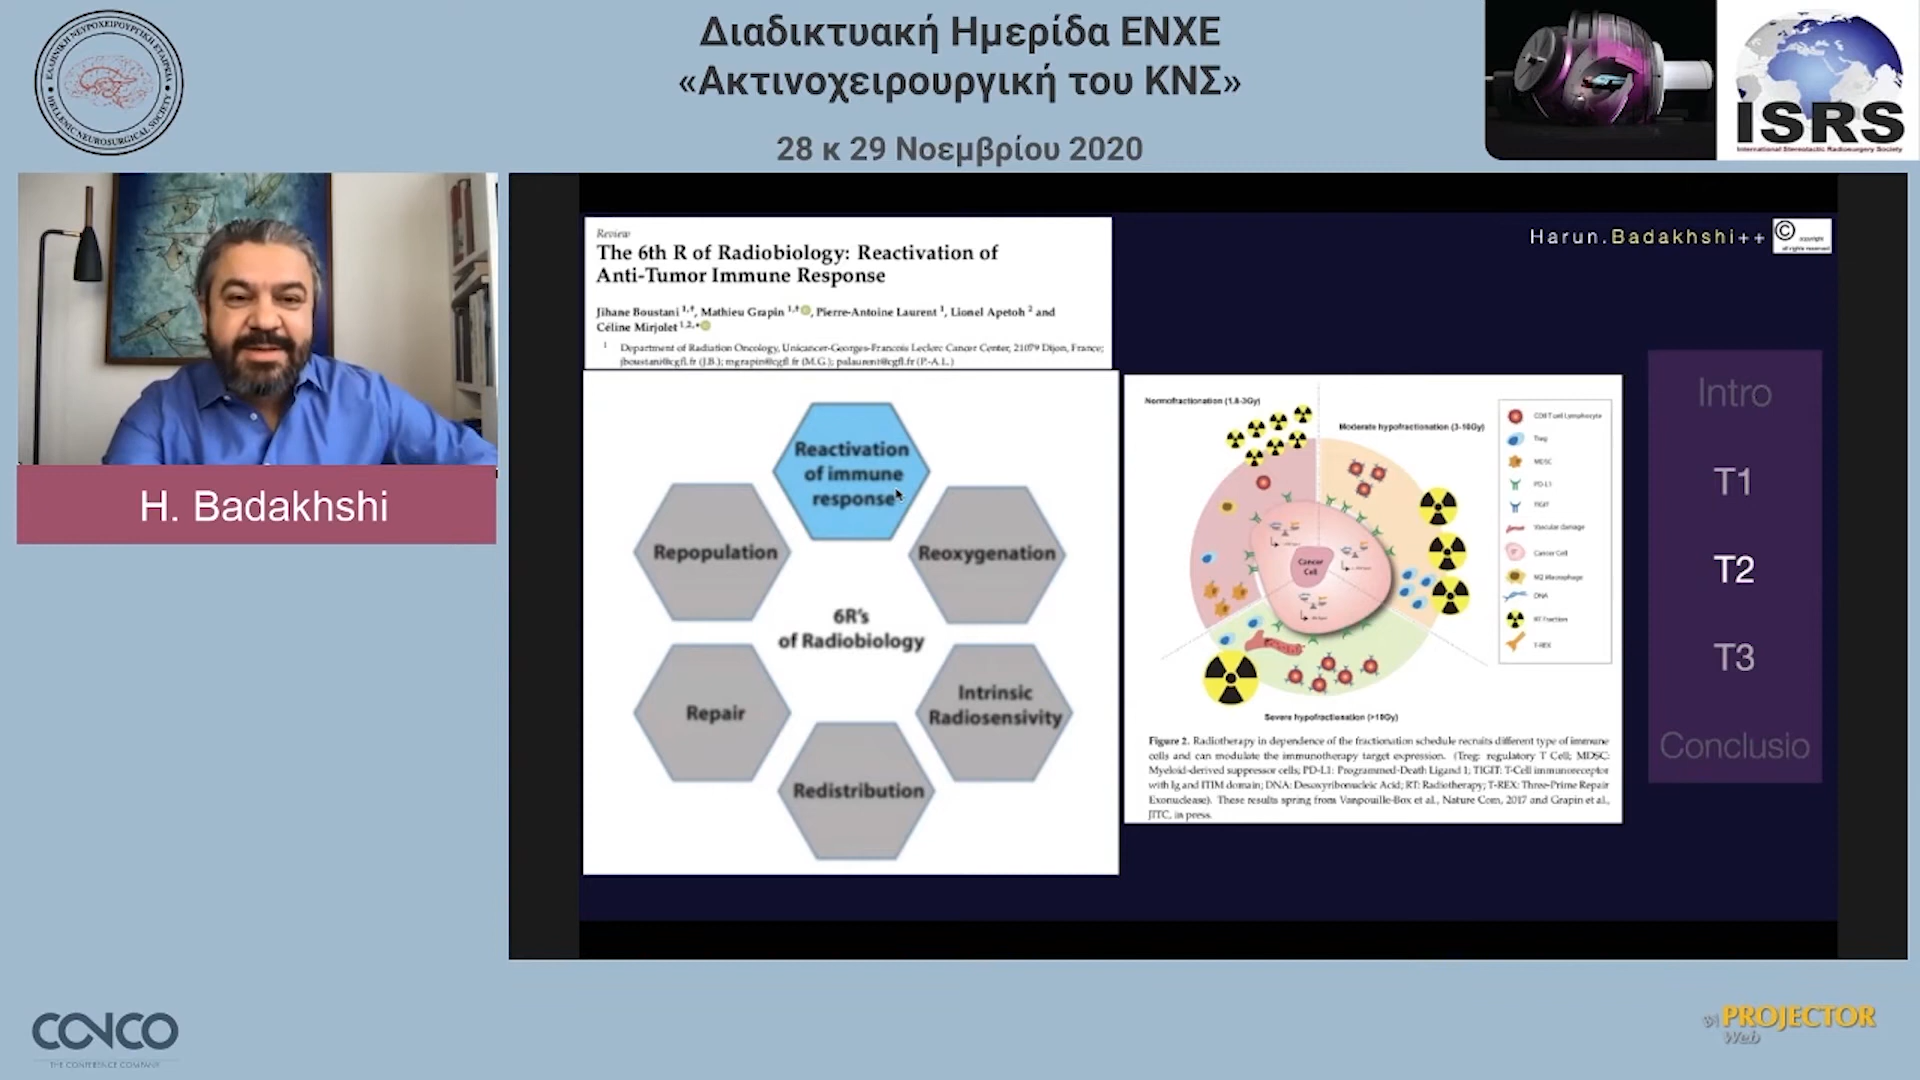 Διαδικτυακή Ημερίδα ΕΝΧΕ
«Ακτινοχειρουργική του ΚΝΣ»
28 κ 29 Νοεμβρίου 2020
ΕΛΛΗΝΙΚΗ ΝΕΥΡΟΧΕΙΡΟΥΡΓΙΚΗ ΕΤΑΙΡΕΙΑ
HELLENIC NEUROSURGICAL SOCIETY
ISRS
International Stereotactic Radiosurgery Society
H. Badakhshi
Harun.Badakhshi++
© copyright
all rights reserved
Review
The 6th R of Radiobiology: Reactivation of
Anti-Tumor Immune Response
Jihane Boustani 1,†, Mathieu Grapin 1,†, Pierre-Antoine Laurent 1, Lionel Apetoh 2 and
Céline Mirjolet 1,2,*
1 Department of Radiation Oncology, Unicancer-Georges-Francois Leclerc Cancer Center, 21079 Dijon, France;
jboustani@cgfl.fr (J.B.); mgrapin@cgfl.fr (M.G.); palaurent@cgfl.fr (P.-A.L.)
Reactivation
of immune
response
Repopulation
Reoxygenation
6R's
of Radiobiology
Repair
Intrinsic
Radiosensivity
Redistribution
Normofractionation (1.8-3Gy)
Moderate hypofractionation (3-10Gy)
Cancer
Cell
Severe hypofractionation (>10Gy)
CD8 T cell Lymphocyte
Treg
MDSC
PD-L1
TIGIT
Vascular damage
Cancer Cell
M2 Macrophage
DNA
RT Fraction
T-REX
Figure 2. Radiotherapy in dependence of the fractionation schedule recruits different type of immune
cells and can modulate the immunotherapy target expression. (Treg: regulatory T Cell; MDSC:
Myeloid-derived suppressor cells; PD-L1: Programmed-Death Ligand 1; TIGIT: T-Cell immunoreceptor
with Ig and ITIM domain; DNA: Desoxyribonucleic Acid; RT: Radiotherapy; T-REX: Three-Prime Repair
Exonuclease). These results spring from Vanpouille-Box et al., Nature Com, 2017 and Grapin et al.,
JITC, in press.
Intro
T1
T2
T3
Conclusio
CONCO
THE CONFERENCE COMPANY
PROJECTOR
Web